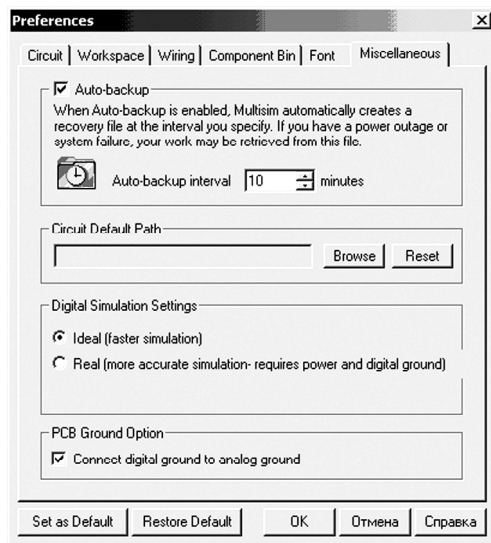 Preferences
Circuit Workspace Wiring Component Bin Font Miscellaneous
Auto-backup
When Auto-backup is enabled, Multisim automatically creates a
recovery file at the interval you specify. If you have a power outage or
system failure, your work may be retrieved from this file.
Auto-backup interval 10 minutes
Circuit Default Path
Browse Reset
Digital Simulation Settings
Ideal (faster simulation)
Real (more accurate simulation- requires power and digital ground)
PCB Ground Option
Connect digital ground to analog ground
Set as Default Restore Default OK Отмена Справка